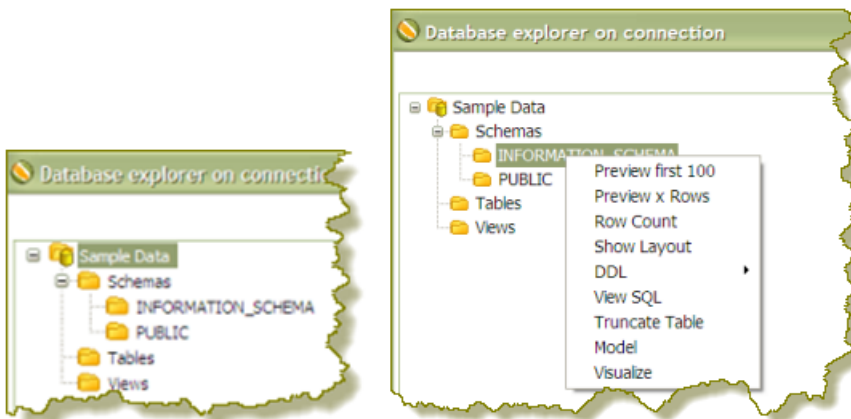 Database explorer on connectio
Sample Data
Schemas
INFORMATION_SCHEMA
PUBLIC
Tables
Views
Database explorer on connection
Sample Data
Schemas
INFORMATION_SCHEMA
PUBLIC
Tables
Views
Preview first 100
Preview x Rows
Row Count
Show Layout
DDL
View SQL
Truncate Table
Model
Visualize